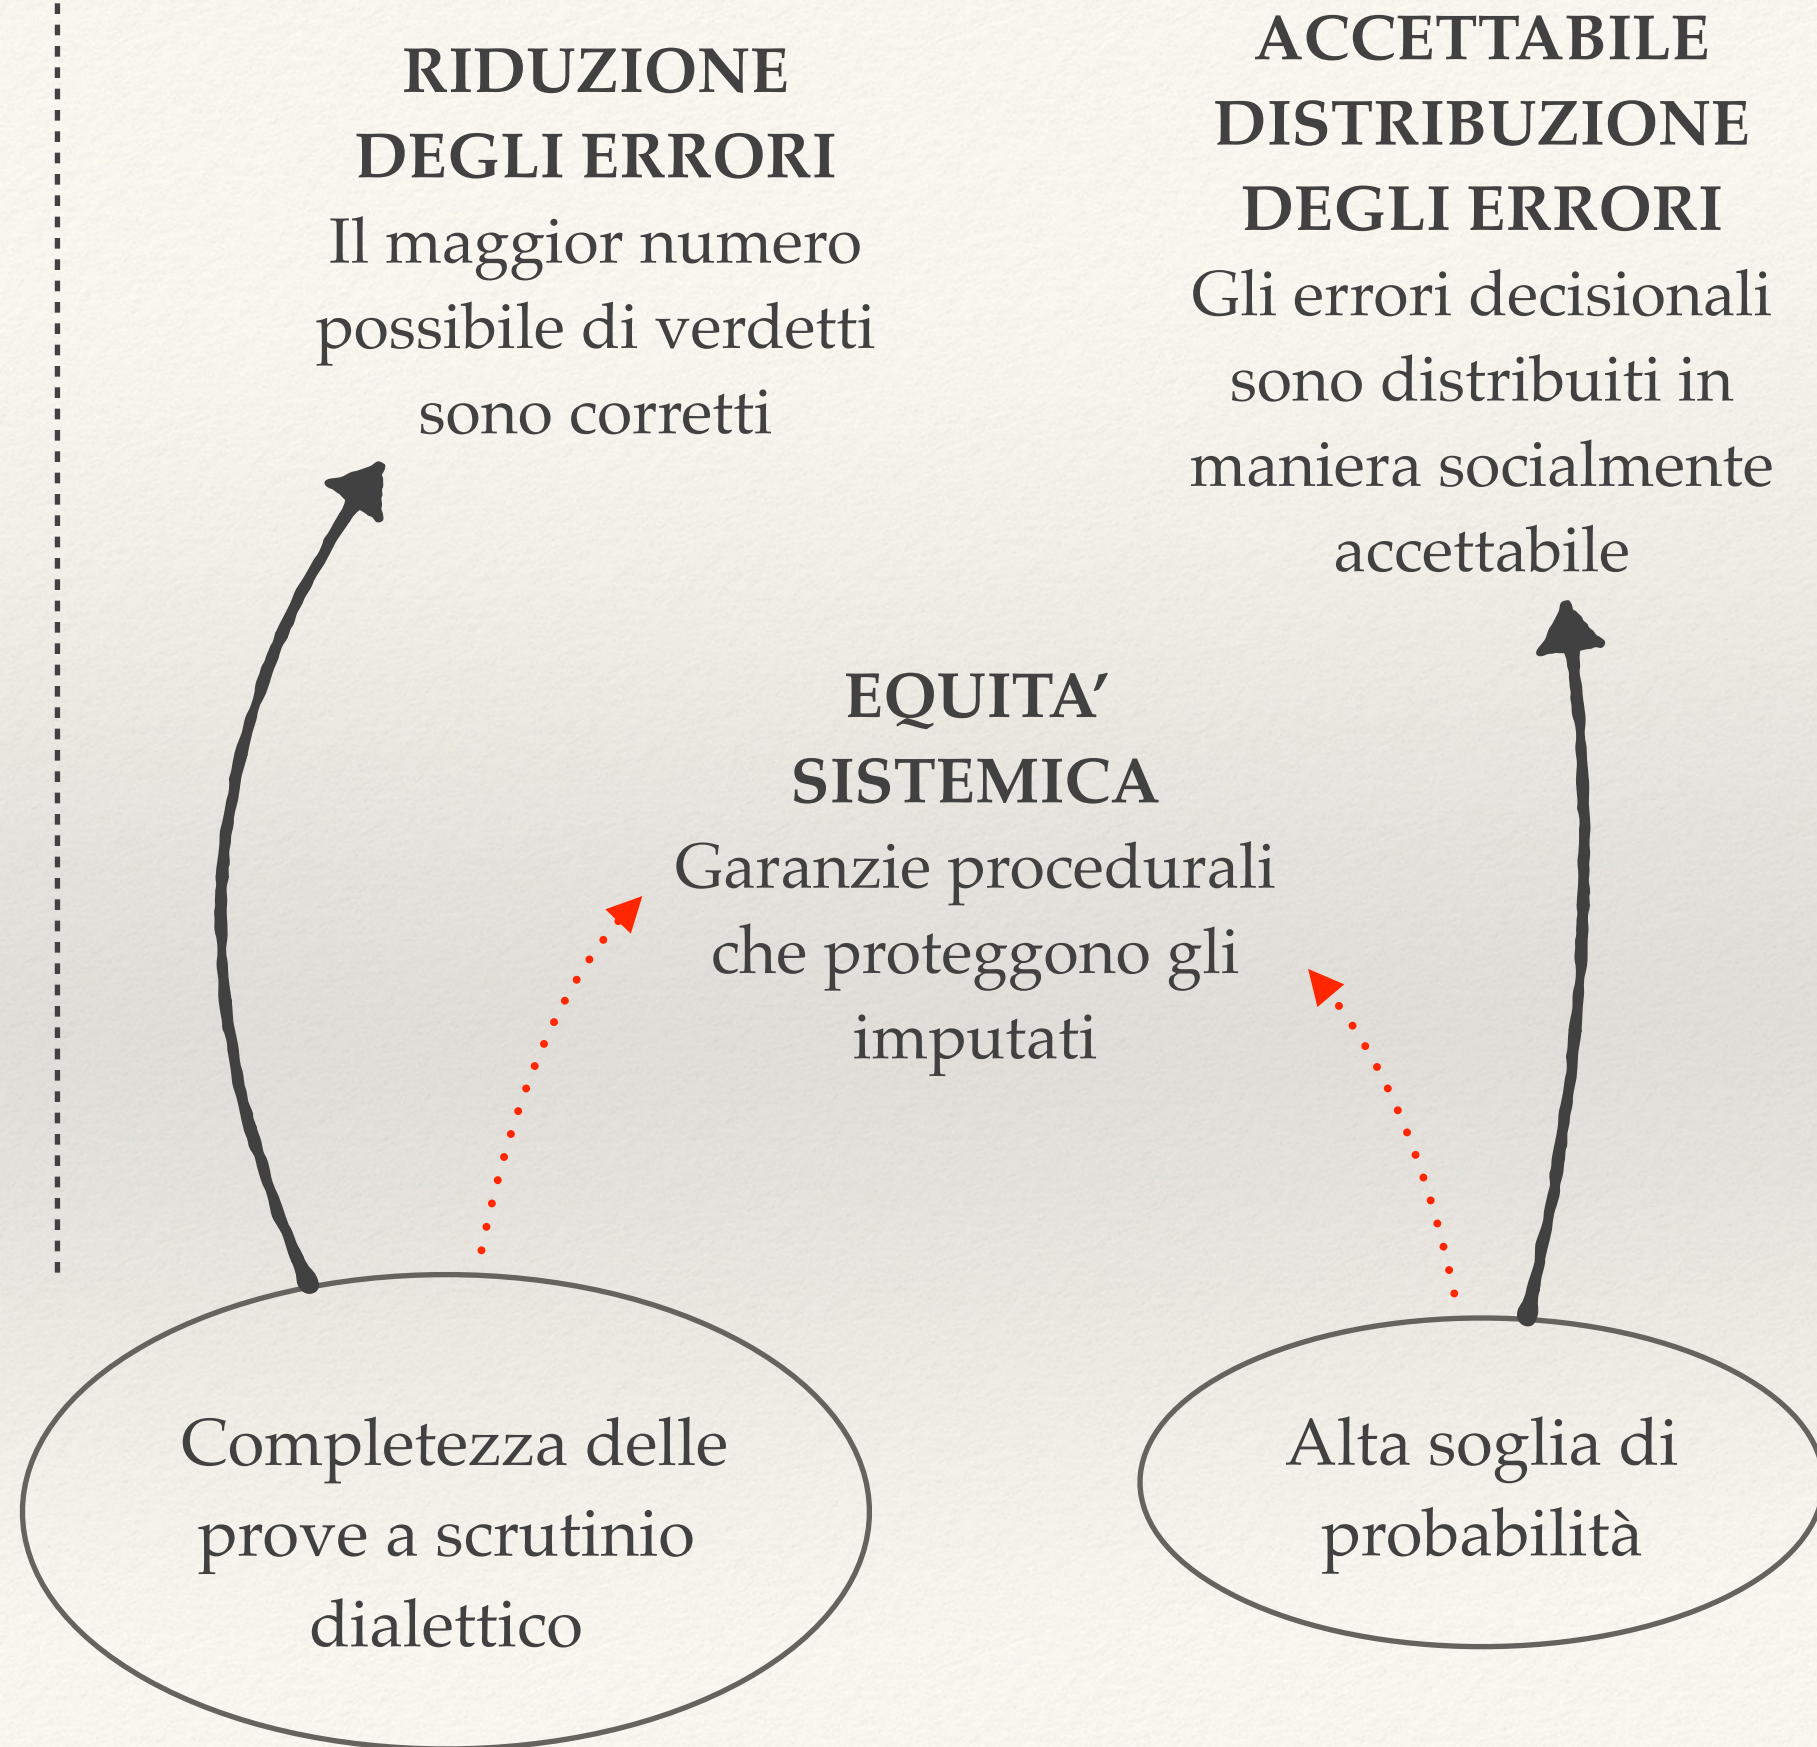 RIDUZIONE
DEGLI ERRORI
Il maggior numero
possibile di verdetti
sono corretti
ACCETTABILE
DISTRIBUZIONE
DEGLI ERRORI
Gli errori decisionali
sono distribuiti in
maniera socialmente
accettabile
EQUITA’
SISTEMICA
Garanzie procedurali
che proteggono gli
imputati
Completezza delle
prove a scrutinio
dialettico
Alta soglia di
probabilità